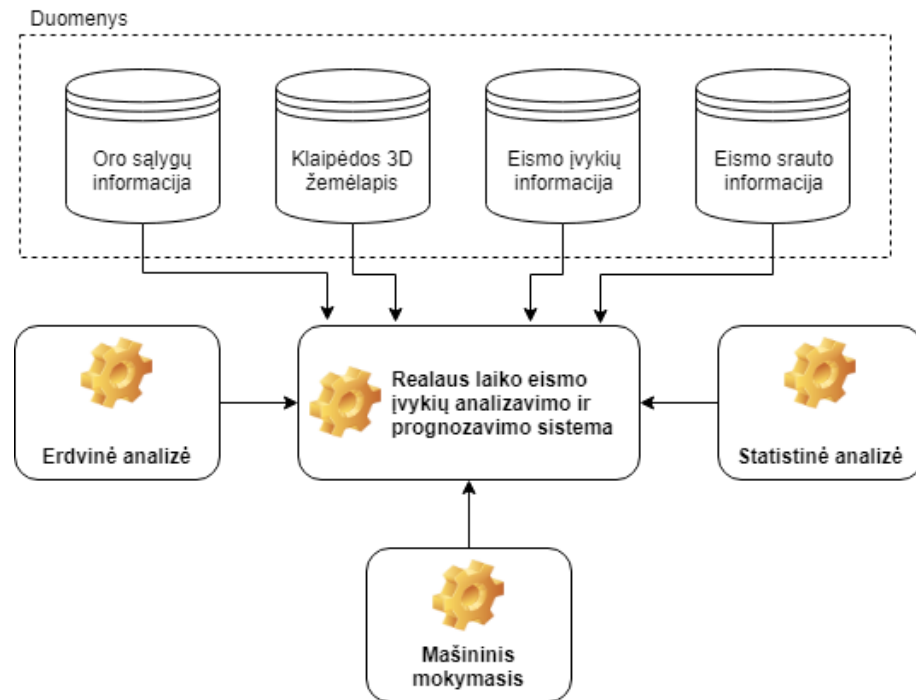 Duomenys
Oro sąlygų
informacija
Klaipėdos 3D
žemėlapis
Eismo įvykių
informacija
Eismo srauto
informacija
Erdvinė analizė
Realaus laiko eismo
įvykių analizavimo ir
prognozavimo sistema
Statistinė analizė
Mašininis
mokymasis